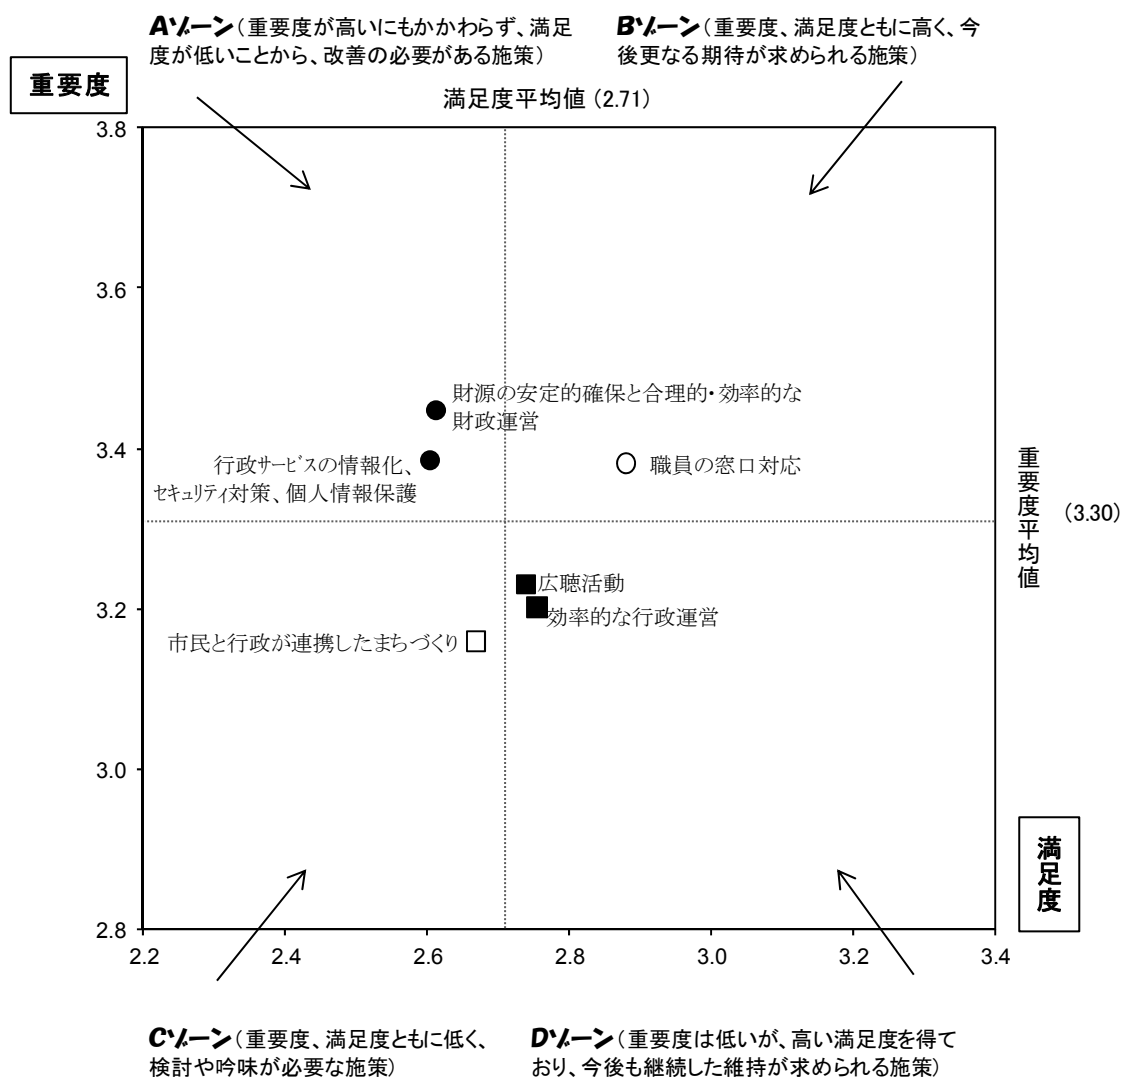 Aゾーン（重要度が高いにもかかわらず、満足
度が低いことから、改善の必要がある施策）
Bゾーン（重要度、満足度ともに高く、今
後更なる期待が求められる施策）
重要度
満足度平均値（2.71）
3.8
3.6
3.4
3.2
3.0
2.8
財源の安定的確保と合理的・効率的な
財政運営
行政サービスの情報化、
セキュリティ対策、個人情報保護
職員の窓口対応
重要度平均値
（3.30）
広聴活動
効率的な行政運営
市民と行政が連携したまちづくり
満足度
2.2
2.4
2.6
2.8
3.0
3.2
3.4
Cゾーン（重要度、満足度ともに低く、
検討や吟味が必要な施策）
Dゾーン（重要度は低いが、高い満足度を得て
おり、今後も継続した維持が求められる施策）